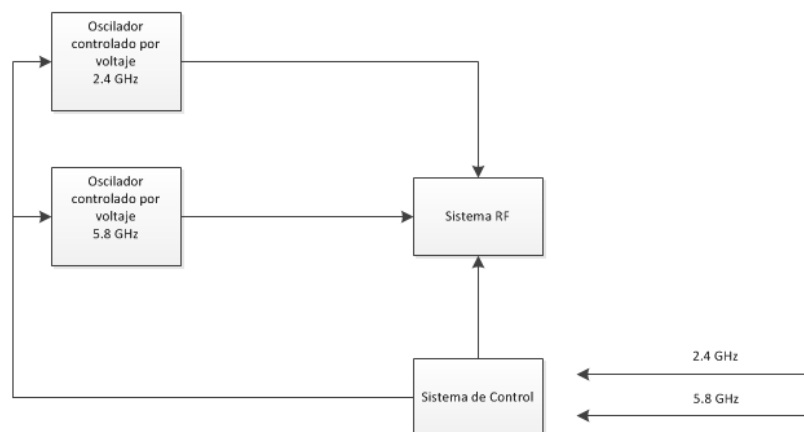 Oscilador
controlado por
voltaje
2.4 GHz
Oscilador
controlado por
voltaje
5.8 GHz
Sistema RF
Sistema de Control
2.4 GHz
5.8 GHz